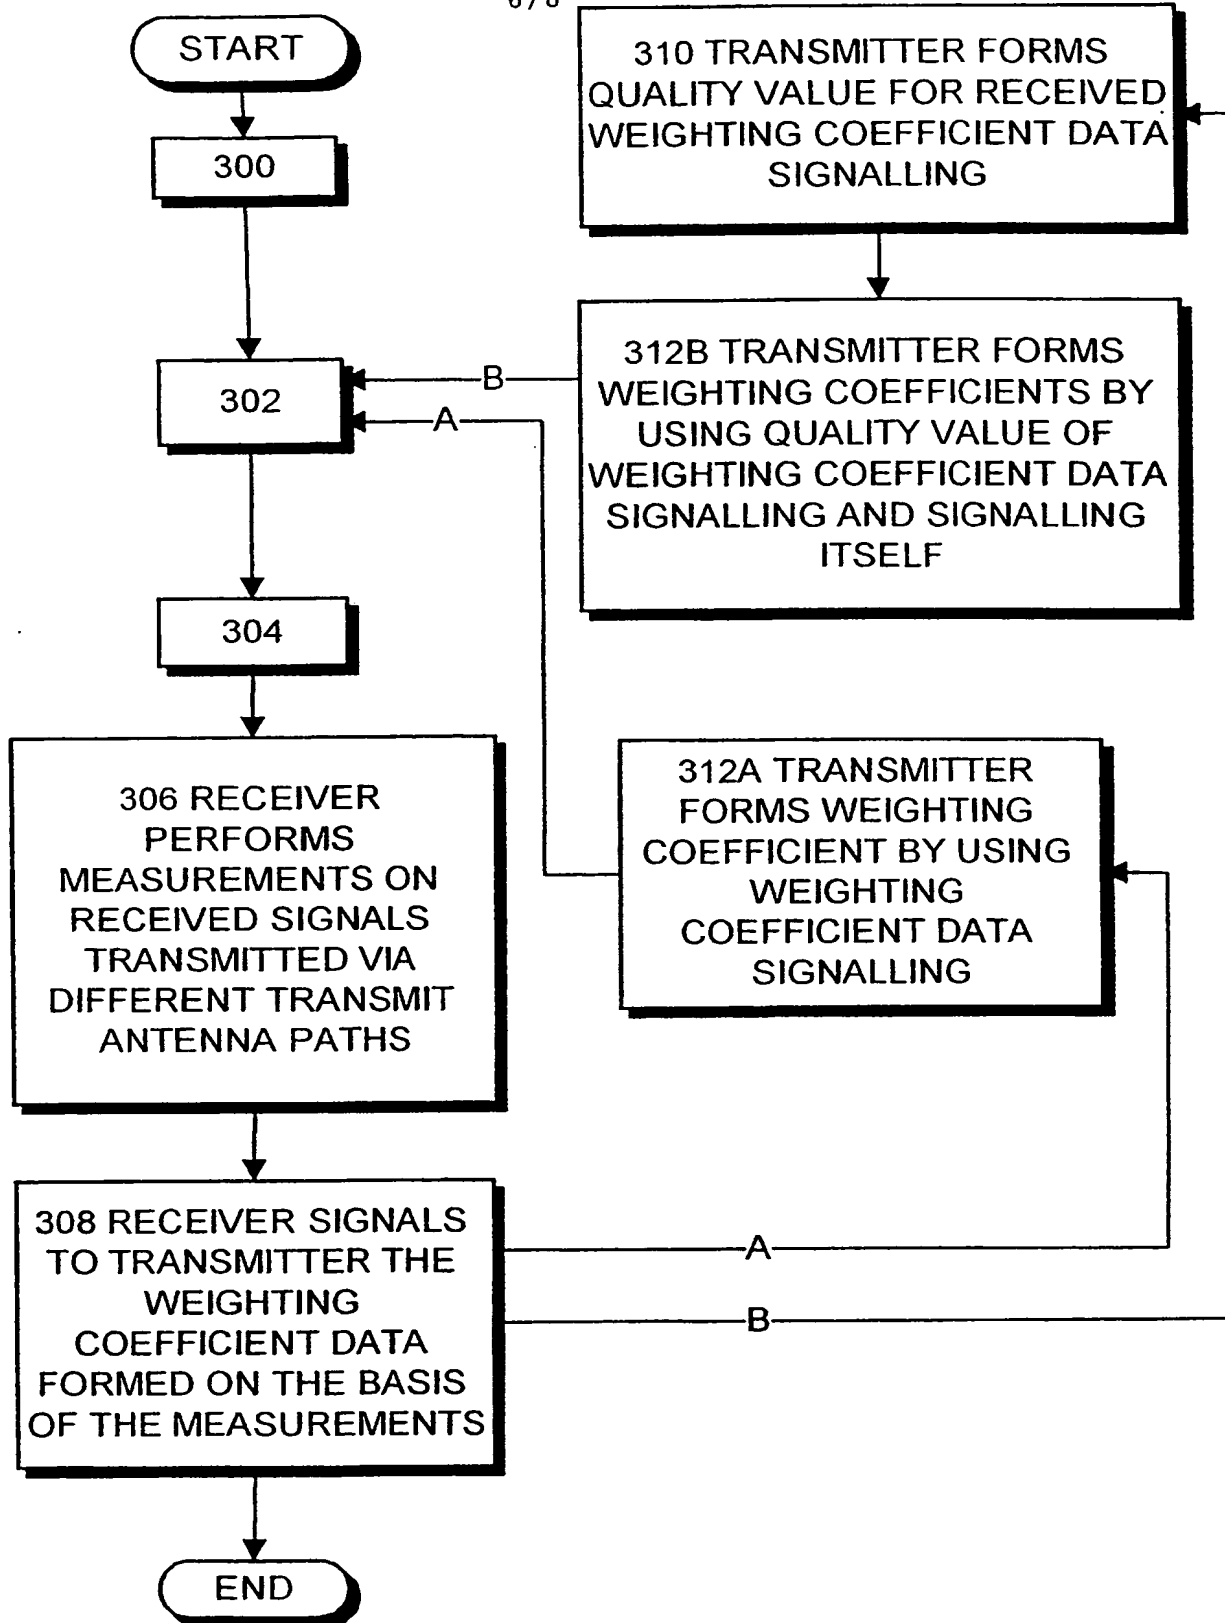 START
300
302
304
306 RECEIVER
PERFORMS
MEASUREMENTS ON
RECEIVED SIGNALS
TRANSMITTED VIA
DIFFERENT TRANSMIT
ANTENNA PATHS
308 RECEIVER SIGNALS
TO TRANSMITTER THE
WEIGHTING
COEFFICIENT DATA
FORMED ON THE BASIS
OF THE MEASUREMENTS
END
310 TRANSMITTER FORMS
QUALITY VALUE FOR RECEIVED
WEIGHTING COEFFICIENT DATA
SIGNALLING
312B TRANSMITTER FORMS
WEIGHTING COEFFICIENTS BY
USING QUALITY VALUE OF
WEIGHTING COEFFICIENT DATA
SIGNALLING AND SIGNALLING
ITSELF
B
A
312A TRANSMITTER
FORMS WEIGHTING
COEFFICIENT BY USING
WEIGHTING
COEFFICIENT DATA
SIGNALLING
A
B